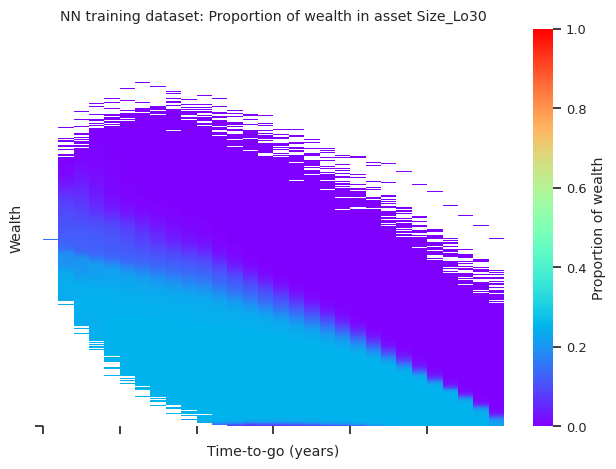 NN training dataset: Proportion of wealth in asset Size_Lo30
Wealth
Time-to-go (years)
1.0
0.8
0.6
0.4
0.2
0.0
Proportion of wealth